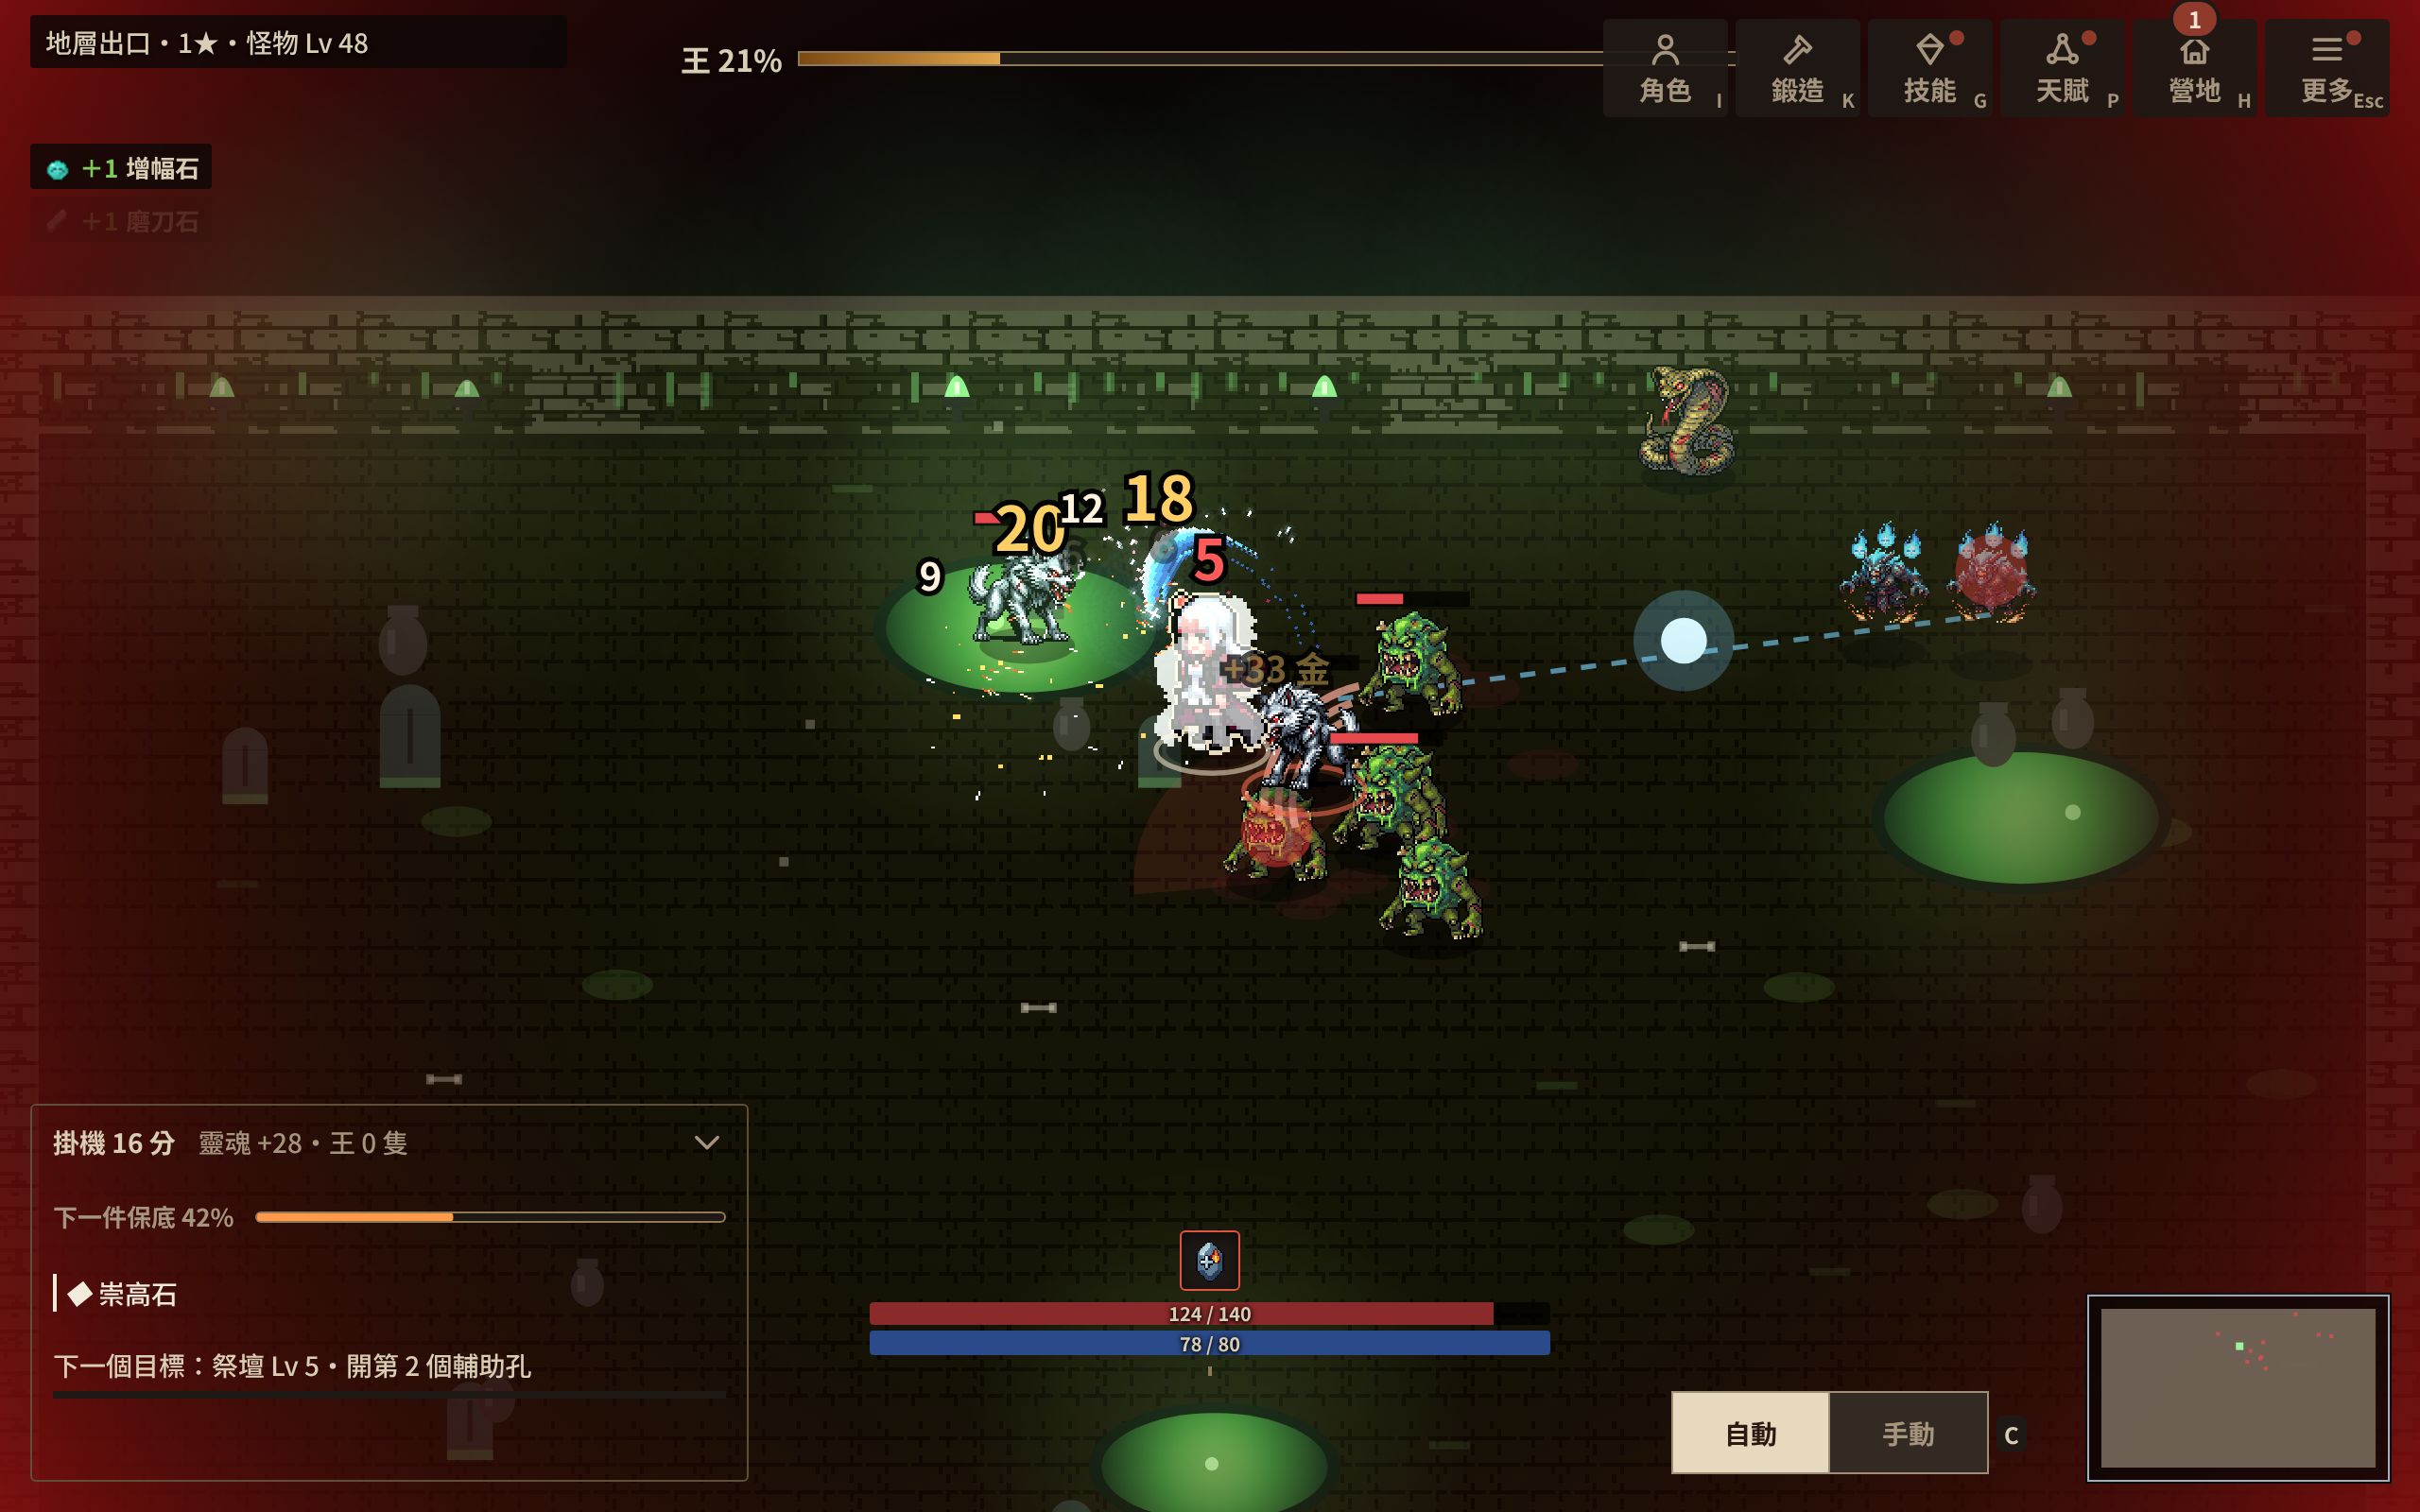 地層出口・1★・怪物 Lv 48
王 21%
角色 I
鍛造 K
技能 G
天賦 P
1
營地 H
更多 Esc
+1 增幅石
+1 磨刀石
20
12
18
5
9
+33 金
掛機 16 分 靈魂 +28・王 0 隻
下一件保底 42%
崇高石
下一個目標：祭壇 Lv 5・開第 2 個輔助孔
124 / 140
78 / 80
自動
手動
C